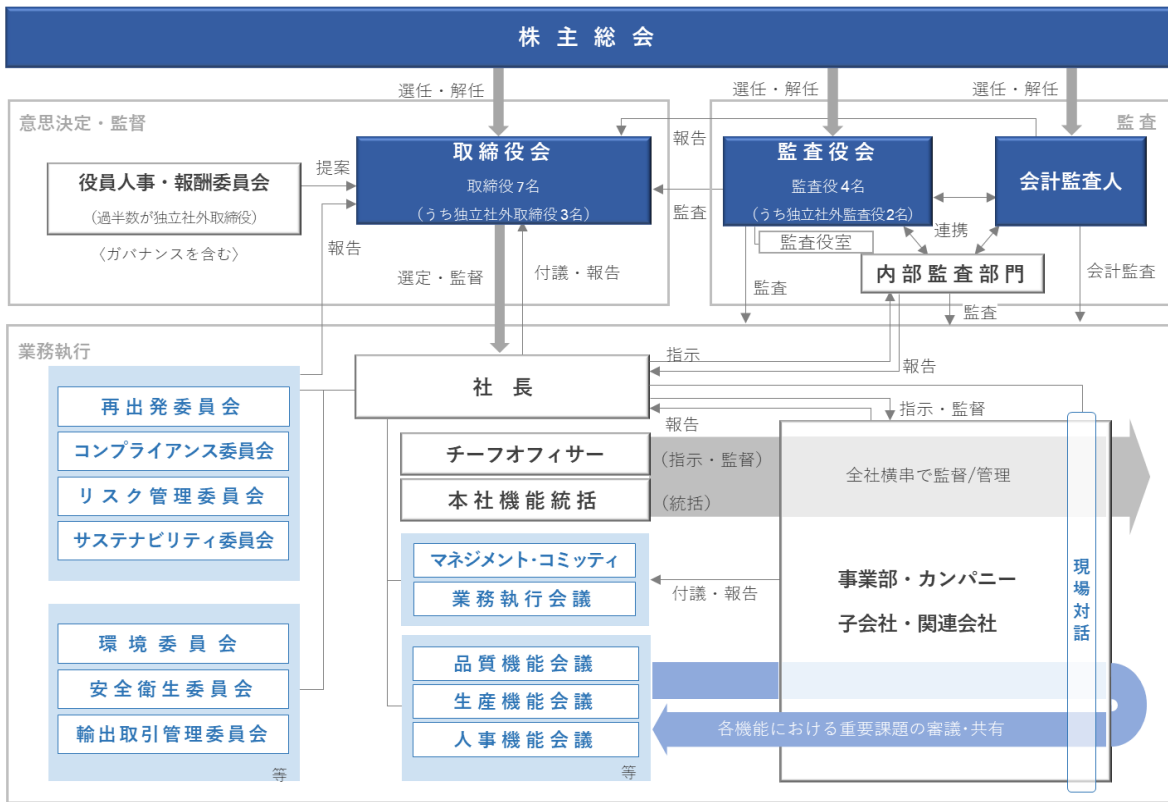 株主総会
選任・解任
選任・解任
選任・解任
意思決定・監督
監査
役員人事・報酬委員会
（過半数が独立社外取締役）
〈ガバナンスを含む〉
提案
報告
取締役会
取締役7名
（うち独立社外取締役3名）
報告
監査
監査役会
監査役4名
（うち独立社外監査役2名）
監査役室
会計監査人
連携
内部監査部門
選定・監督
付議・報告
監査
監査
会計監査
業務執行
社長
指示
報告
指示・監督
報告
再出発委員会
コンプライアンス委員会
リスク管理委員会
サステナビリティ委員会
チーフオフィサー
（指示・監督）
本社機能統括
（統括）
全社横串で監督/管理
マネジメント・コミッティ
業務執行会議
付議・報告
事業部・カンパニー
子会社・関連会社
現場対話
環境委員会
安全衛生委員会
輸出取引管理委員会
等
品質機能会議
生産機能会議
人事機能会議
等
各機能における重要課題の審議・共有